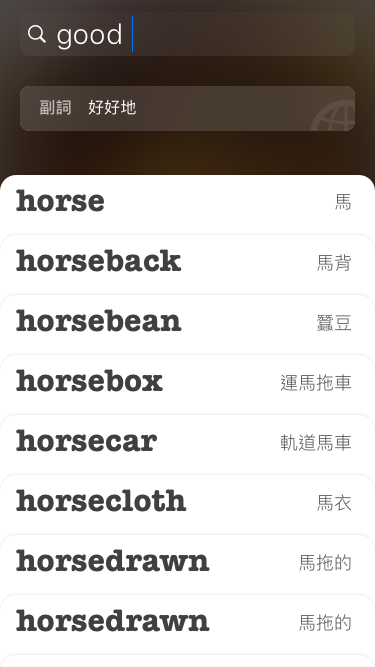 good
副詞 好好地
horse 馬
horseback 馬背
horsebean 蠶豆
horsebox 運馬拖車
horsecar 軌道馬車
horsecloth 馬衣
horsedrawn 馬拖的
horsedrawn 馬拖的